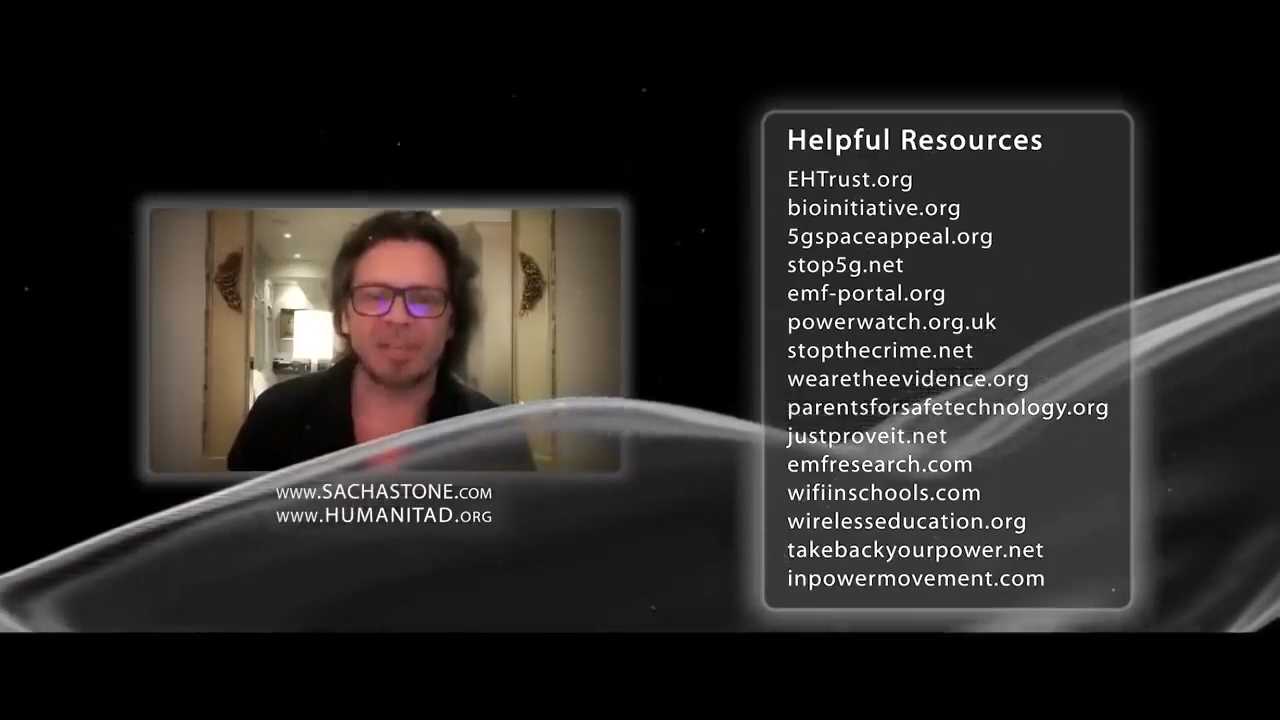 www.SACHASTONE.com
www.HUMANITAD.org
Helpful Resources
EHTrust.org
bioinitiative.org
5gspaceappeal.org
stop5g.net
emf-portal.org
powerwatch.org.uk
stopthecrime.net
wearetheevidence.org
parentsforsafetechnology.org
justproveit.net
emfresearch.com
wifiinschools.com
wirelesseducation.org
takebackyourpower.net
inpowermovement.com